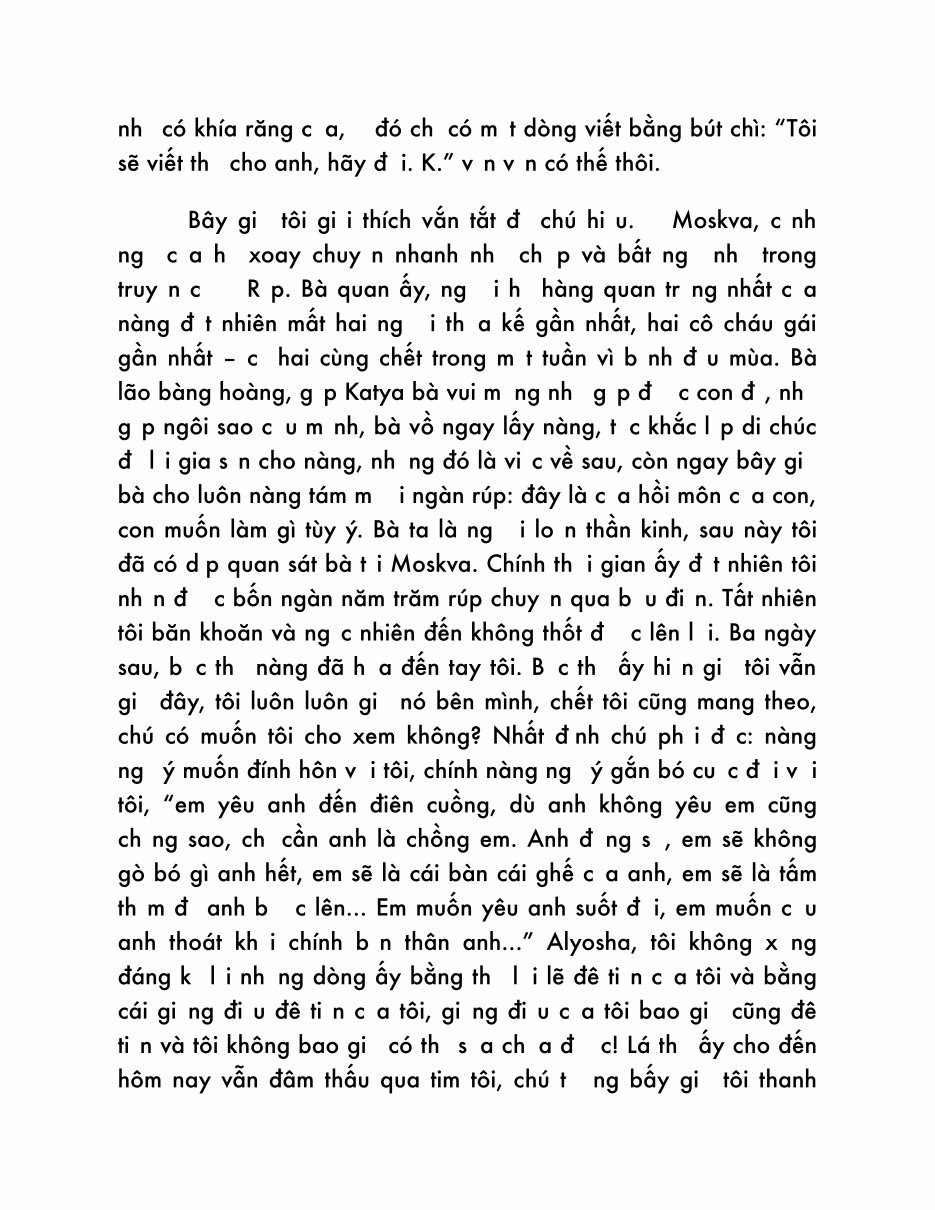 nh có khía răng c a, đó ch có m t dòng viết bằng bút chì: “Tôi
sẽ viết th cho anh, hãy đ i. K.” v n v n có thế thôi.
Bây gi tôi gi i thích vắn tắt đ chú hi u. Moskva, c nh
ng c a h xoay chuy n nhanh nh ch p và bất ng nh trong
truy n c R p. Bà quan ấy, ng i h hàng quan tr ng nhất c a
nàng đ t nhiên mất hai ng i th a kế gần nhất, hai cô cháu gái
gần nhất – c hai cùng chết trong m t tuần vì b nh đ u mùa. Bà
lão bàng hoàng, g p Katya bà vui m ng nh g p đ c con đ , nh
g p ngôi sao c u m nh, bà vồ ngay lấy nàng, t c khắc l p di chúc
đ l i gia s n cho nàng, nh ng đó là vi c về sau, còn ngay bây gi
bà cho luôn nàng tám m i ngàn rúp: đây là c a hồi môn c a con,
con muốn làm gì tùy ý. Bà ta là ng i lo n thần kinh, sau này tôi
đã có d p quan sát bà t i Moskva. Chính th i gian ấy đ t nhiên tôi
nh n đ c bốn ngàn năm trăm rúp chuy n qua b u đi n. Tất nhiên
tôi băn khoăn và ng c nhiên đến không thốt đ c lên l i. Ba ngày
sau, b c th nàng đã h a đến tay tôi. B c th ấy hi n gi tôi vẫn
gi đây, tôi luôn luôn gi nó bên mình, chết tôi cũng mang theo,
chú có muốn tôi cho xem không? Nhất đ nh chú ph i đ c: nàng
ng ý muốn đính hôn v i tôi, chính nàng ng ý gắn bó cu c đ i v i
tôi, “em yêu anh đến điên cuồng, dù anh không yêu em cũng
ch ng sao, ch cần anh là chồng em. Anh đ ng s , em sẽ không
gò bó gì anh hết, em sẽ là cái bàn cái ghế c a anh, em sẽ là tấm
th m đ anh b c lên... Em muốn yêu anh suốt đ i, em muốn c u
anh thoát kh i chính b n thân anh...” Alyosha, tôi không x ng
đáng k l i nh ng dòng ấy bằng th l i lẽ đê ti n c a tôi và bằng
cái gi ng đi u đê ti n c a tôi, gi ng đi u c a tôi bao gi cũng đê
ti n và tôi không bao gi có th s a ch a đ c! Lá th ấy cho đến
hôm nay vẫn đâm thấu qua tim tôi, chú t ng bấy gi tôi thanh